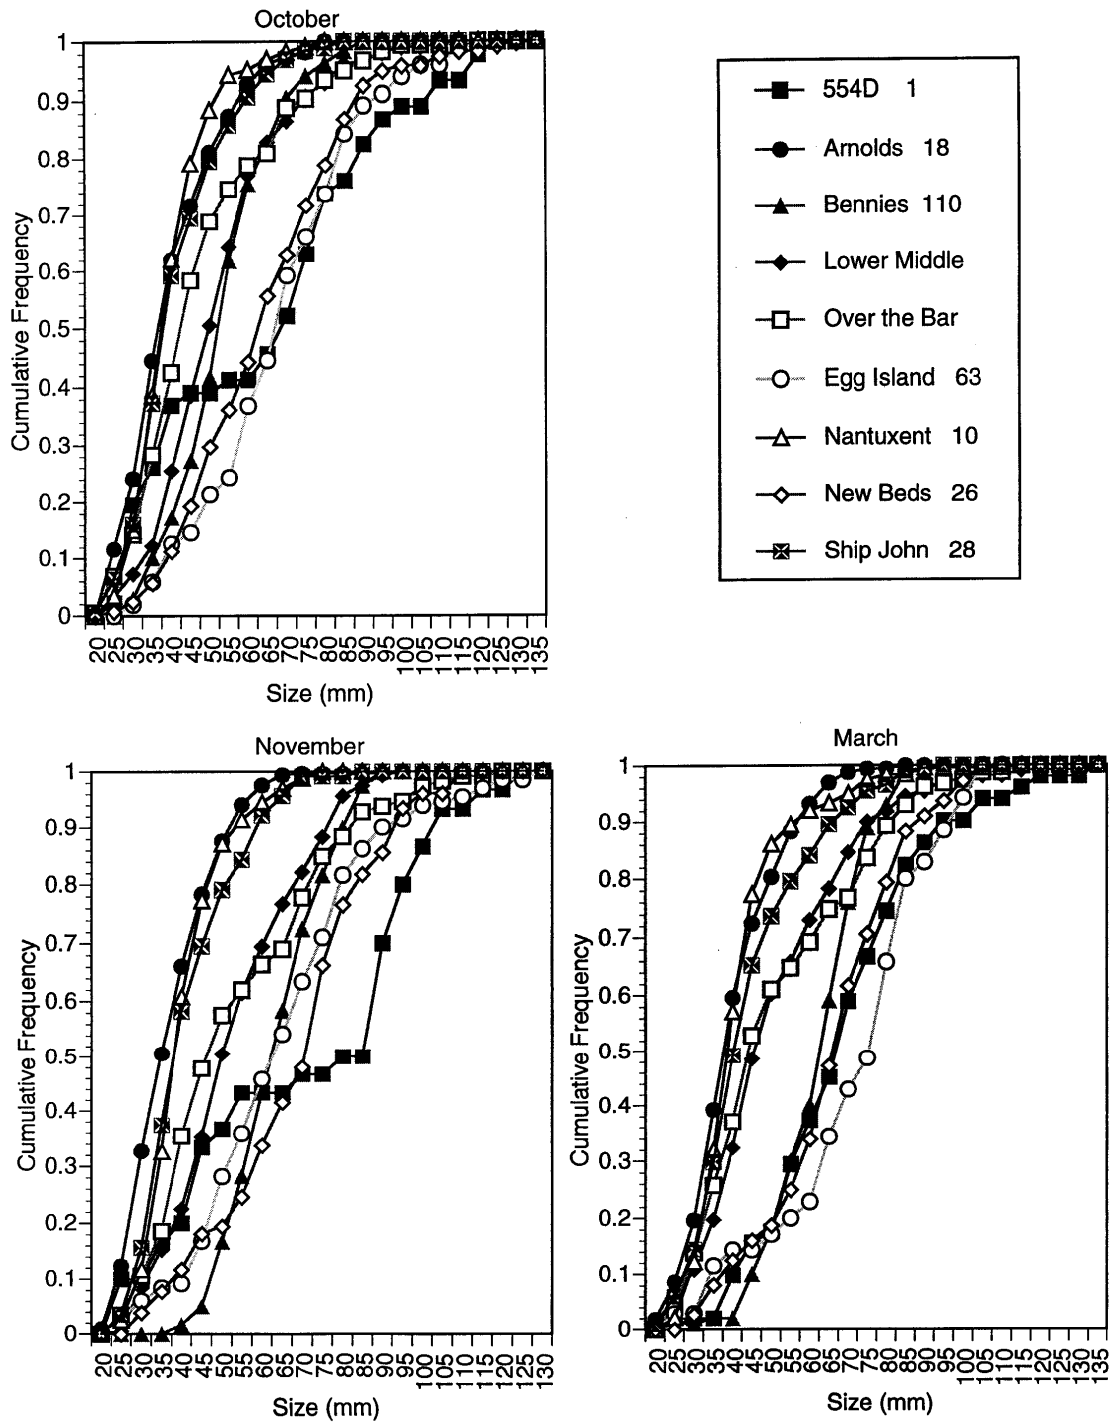 October
1
0.9
0.8
0.7
0.6
0.5
0.4
0.3
0.2
0.1
0
Cumulative Frequency
20 25 30 35 40 45 50 55 60 65 70 75 80 85 90 95 100 105 110 115 120 125 130 135
Size (mm)
554D 1
Arnolds 18
Bennies 110
Lower Middle
Over the Bar
Egg Island 63
Nantuxent 10
New Beds 26
Ship John 28
November
1
0.9
0.8
0.7
0.6
0.5
0.4
0.3
0.2
0.1
0
Cumulative Frequency
20 25 30 35 40 45 50 55 60 65 70 75 80 85 90 95 100 105 110 115 120 125 130
Size (mm)
March
1
0.9
0.8
0.7
0.6
0.5
0.4
0.3
0.2
0.1
0
Cumulative Frequency
20 25 30 35 40 45 50 55 60 65 70 75 80 85 90 95 100 105 110 115 120 125 130 135
Size (mm)